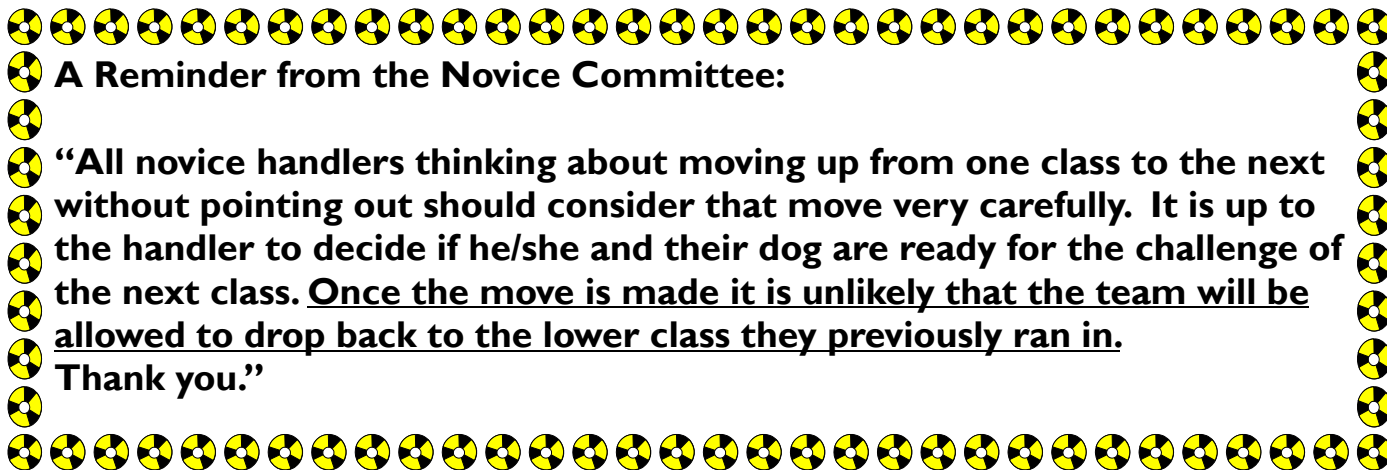 A Reminder from the Novice Committee:
“All novice handlers thinking about moving up from one class to the next
without pointing out should consider that move very carefully.  It is up to
the handler to decide if he/she and their dog are ready for the challenge of
the next class. Once the move is made it is unlikely that the team will be
allowed to drop back to the lower class they previously ran in.
Thank you.”